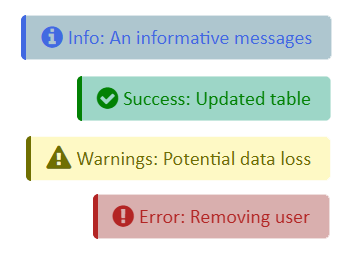 Info: An informative messages
Success: Updated table
Warnings: Potential data loss
Error: Removing user